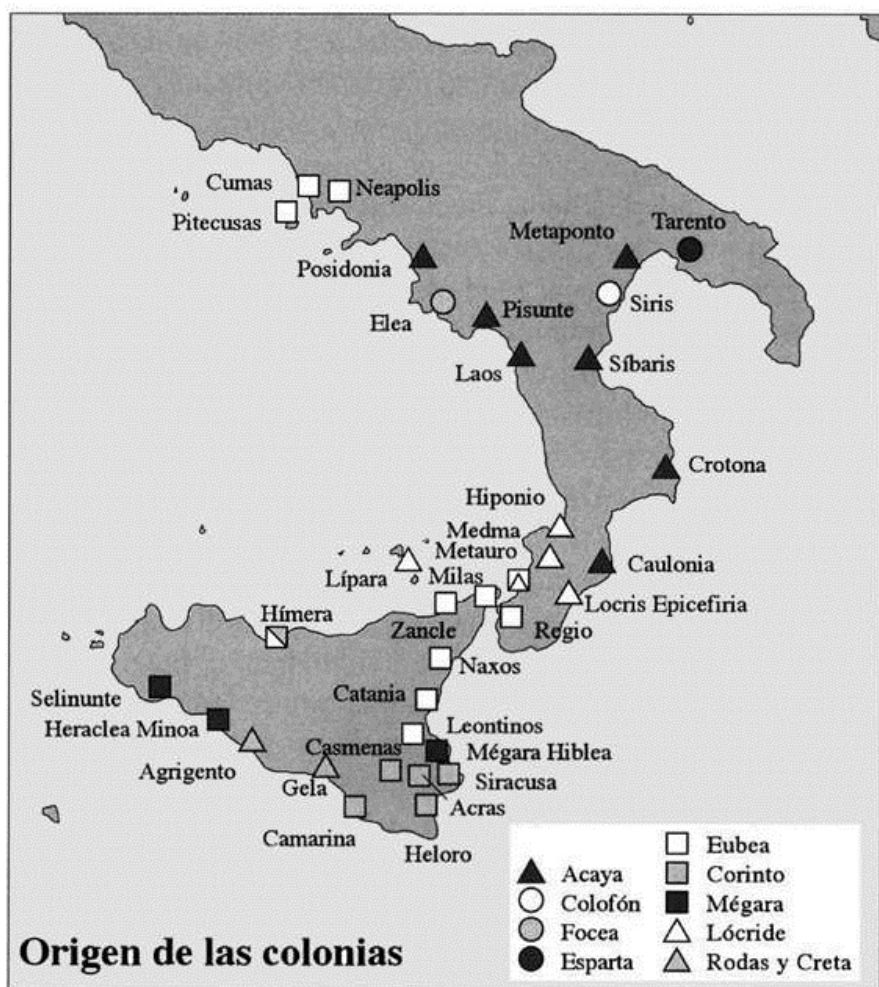 Cumas
Neapolis
Pitecusas
Metaponto
Tarento
Posidonia
Elea
Pisunte
Siris
Laos
Síbaris
Crotona
Hiponio
Medma
Metauro
Lípara
Milas
Caulonia
Locris Epicefiria
Hímera
Zancle
Regio
Naxos
Selinunte
Catania
Heraclea Minoa
Leontinos
Casmenas
Mégara Hiblea
Agrigento
Gela
Siracusa
Acras
Camarina
Heloro
Acaya
Colofón
Focea
Esparta
Eubea
Corinto
Mégara
Lócride
Rodas y Creta
Origen de las colonias